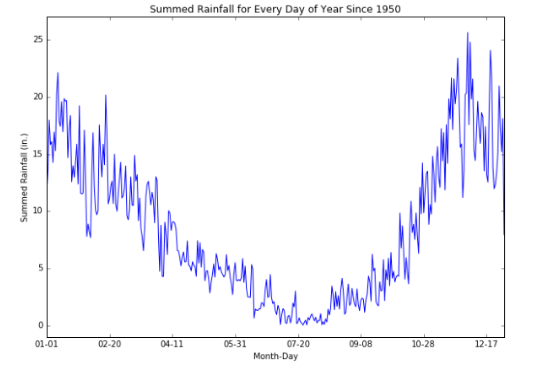 Summed Rainfall for Every Day of Year Since 1950
25
20
15
10
5
0
Summed Rainfall (in.)
01-01 02-20 04-11 05-31 07-20 09-08 10-28 12-17
Month-Day